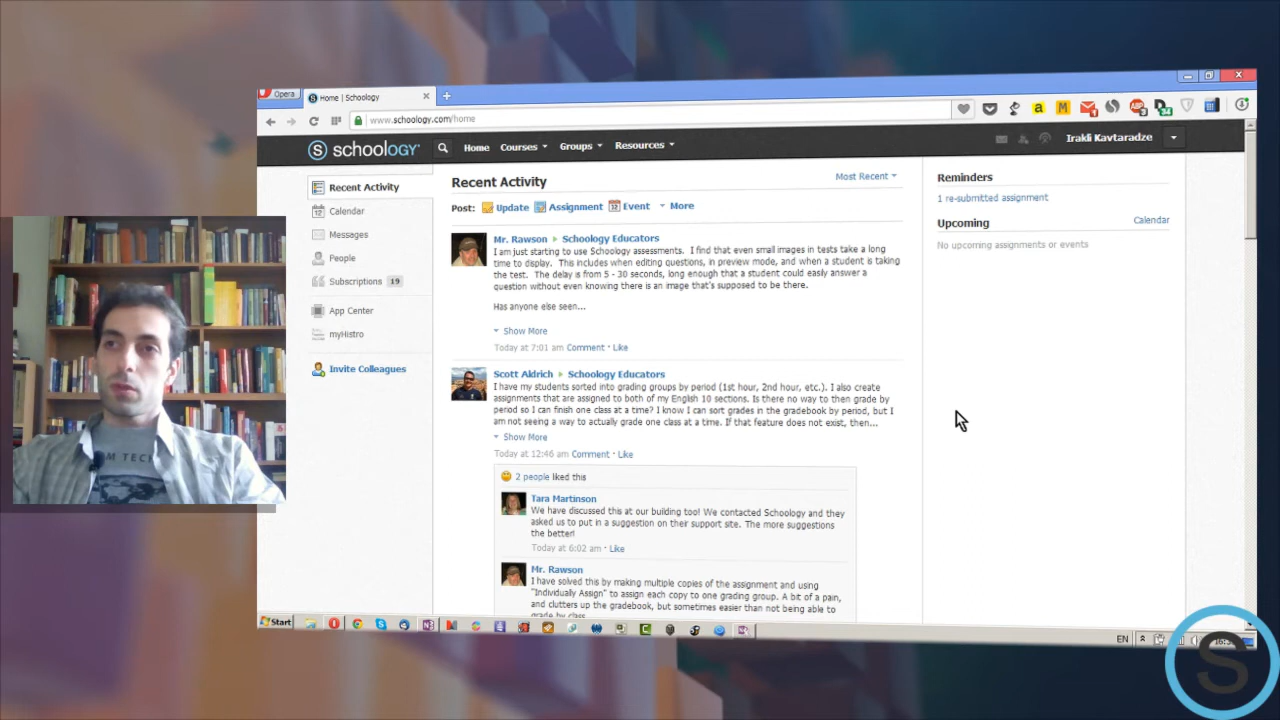 Opera
Home | Schoology
www.schoology.com/home
S schoology
Home Courses Groups Resources
Irakli Kavtaradze
Recent Activity
Calendar
Messages
People
Subscriptions 19
App Center
myHistro
Invite Colleagues
Recent Activity
Most Recent
Post: Update Assignment Event More
Mr. Rawson Schoology Educators
I am just starting to use Schoology assessments. I find that even small images in tests take a long
time to display. This includes when editing questions, in preview mode, and when a student is taking
the test. The delay is from 5 - 30 seconds, long enough that a student could easily answer a
question without even knowing there is an image that's supposed to be there.
Has anyone else seen...
Show More
Today at 7:01 am Comment · Like
Scott Aldrich Schoology Educators
I have my students sorted into grading groups by period (1st hour, 2nd hour, etc.). I also create
assignments that are assigned to both of my English 10 sections. Is there no way to then grade by
period so I can finish one class at a time? I know I can sort grades in the gradebook by period, but I
am not seeing a way to actually grade one class at a time. If that feature does not exist, then...
Show More
Today at 12:46 am Comment · Like
2 people liked this
Tara Martinson
We have discussed this at our building too! We contacted Schoology and they
asked us to put in a suggestion on their support site. The more suggestions
the better!
Today at 6:02 am · Like
Mr. Rawson
I have solved this by making multiple copies of the assignment and using
"Individually Assign" to assign each copy to one grading group. A bit of a pain,
and clutters up the gradebook, but sometimes easier than not being able to
grade by class
Reminders
1 re-submitted assignment
Upcoming
Calendar
No upcoming assignments or events
Start
EN
S